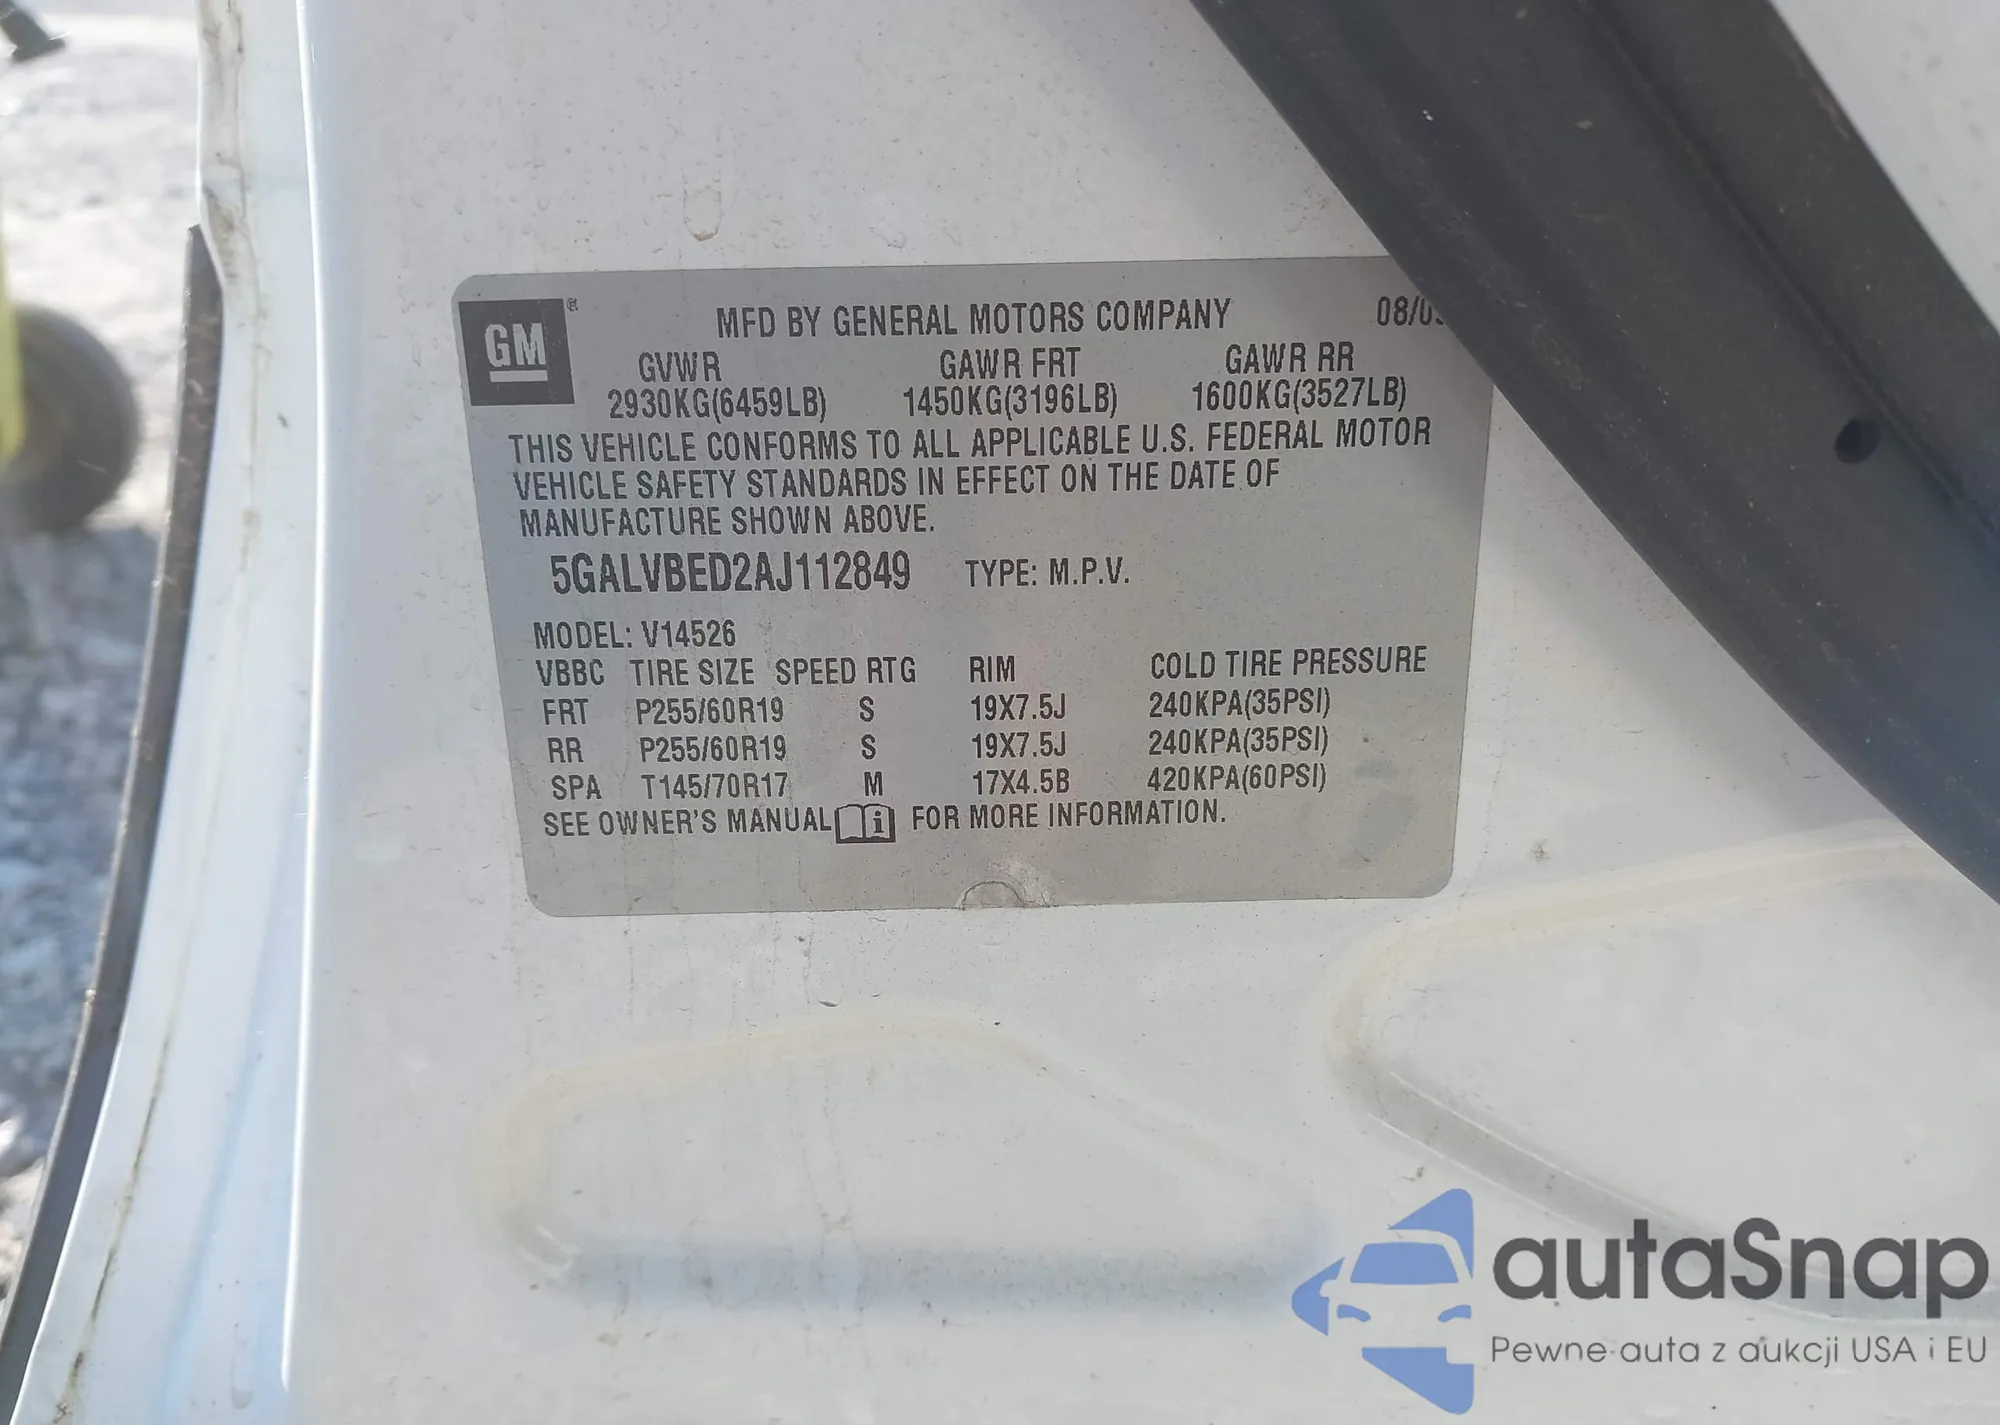 GM ®
MFD BY GENERAL MOTORS COMPANY 08/0
GVWR GAWR FRT GAWR RR
2930KG(6459LB) 1450KG(3196LB) 1600KG(3527LB)
THIS VEHICLE CONFORMS TO ALL APPLICABLE U.S. FEDERAL MOTOR
VEHICLE SAFETY STANDARDS IN EFFECT ON THE DATE OF
MANUFACTURE SHOWN ABOVE.
5GALVBED2AJ112849 TYPE: M.P.V.
MODEL: V14526
VBBC TIRE SIZE SPEED RTG RIM COLD TIRE PRESSURE
FRT P255/60R19 S 19X7.5J 240KPA(35PSI)
RR P255/60R19 S 19X7.5J 240KPA(35PSI)
SPA T145/70R17 M 17X4.5B 420KPA(60PSI)
SEE OWNER'S MANUAL i FOR MORE INFORMATION.
autaSnap
Pewne auta z aukcji USA i EU